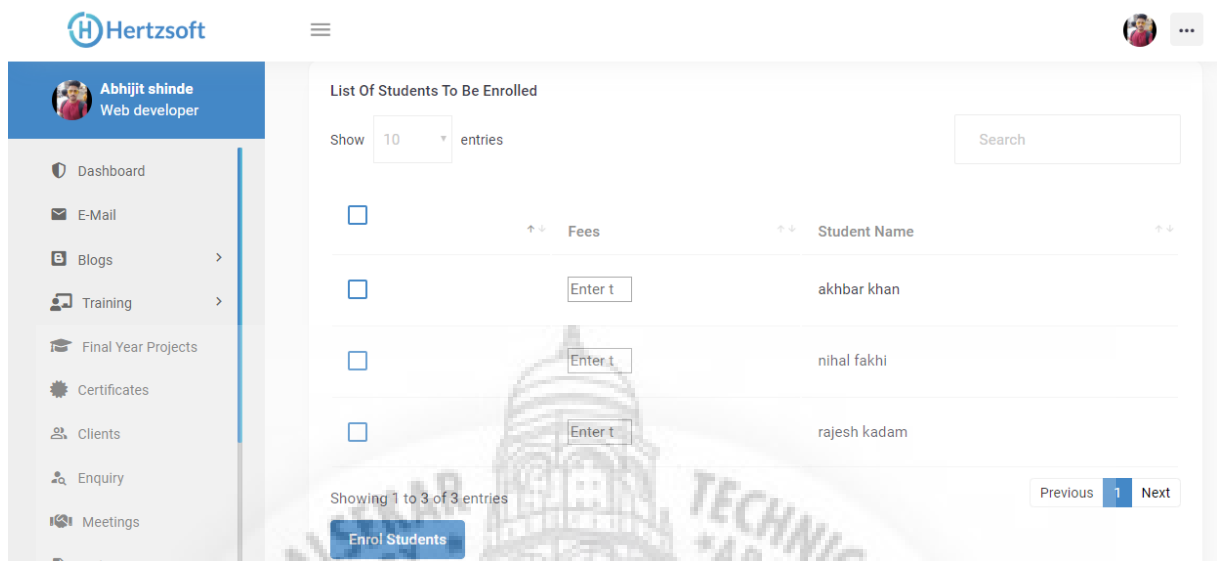 Hertzsoft
Abhijit shinde
Web developer
Dashboard
E-Mail
Blogs
Training
Final Year Projects
Certificates
Clients
Enquiry
Meetings
List Of Students To Be Enrolled
Show 10 entries
Search
Fees Student Name
Enter t akhbar khan
Enter t nihal fakhi
Enter t rajesh kadam
Showing 1 to 3 of 3 entries
Previous 1 Next
Enrol Students